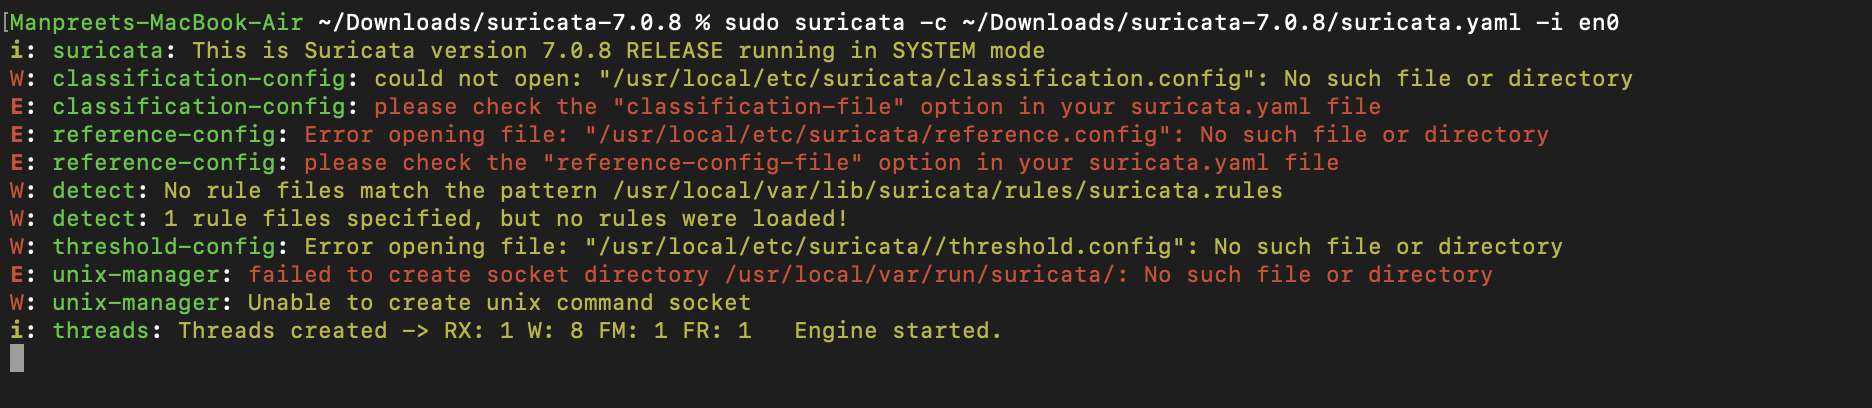 [Manpreets-MacBook-Air ~/Downloads/suricata-7.0.8 % sudo suricata -c ~/Downloads/suricata-7.0.8/suricata.yaml -i en0
i: suricata: This is Suricata version 7.0.8 RELEASE running in SYSTEM mode
W: classification-config: could not open: "/usr/local/etc/suricata/classification.config": No such file or directory
E: classification-config: please check the "classification-file" option in your suricata.yaml file
E: reference-config: Error opening file: "/usr/local/etc/suricata/reference.config": No such file or directory
E: reference-config: please check the "reference-config-file" option in your suricata.yaml file
W: detect: No rule files match the pattern /usr/local/var/lib/suricata/rules/suricata.rules
W: detect: 1 rule files specified, but no rules were loaded!
W: threshold-config: Error opening file: "/usr/local/etc/suricata//threshold.config": No such file or directory
E: unix-manager: failed to create socket directory /usr/local/var/run/suricata/: No such file or directory
W: unix-manager: Unable to create unix command socket
i: threads: Threads created -> RX: 1 W: 8 FM: 1 FR: 1   Engine started.